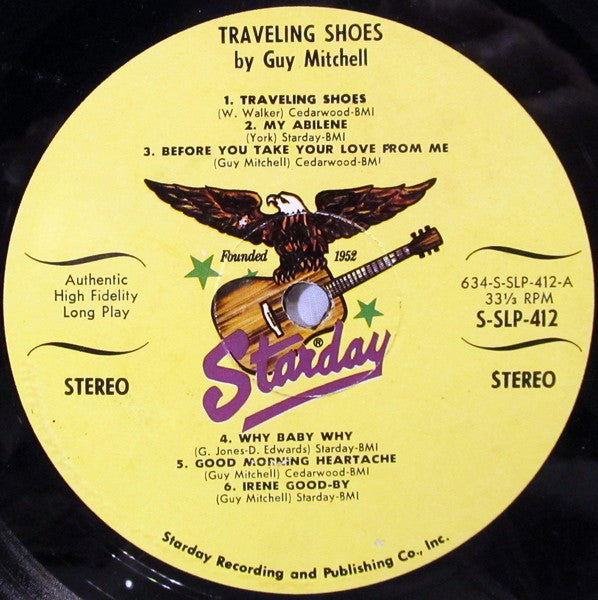 TRAVELING SHOES
by Guy Mitchell
1. TRAVELING SHOES
(W. Walker) Cedarwood-BMI
2. MY ABILENE
(York) Starday-BMI
3. BEFORE YOU TAKE YOUR LOVE FROM ME
(Guy Mitchell) Cedarwood-BMI
Founded 1952
Authentic
High Fidelity
Long Play
STEREO
634-S-SLP-412-A
33⅓ RPM
S-SLP-412
STEREO
Starday®
4. WHY BABY WHY
(G. Jones-D. Edwards) Starday-BMI
5. GOOD MORNING HEARTACHE
(Guy Mitchell) Cedarwood-BMI
6. IRENE GOOD-BY
(Guy Mitchell) Starday-BMI
Starday Recording and Publishing Co., Inc.